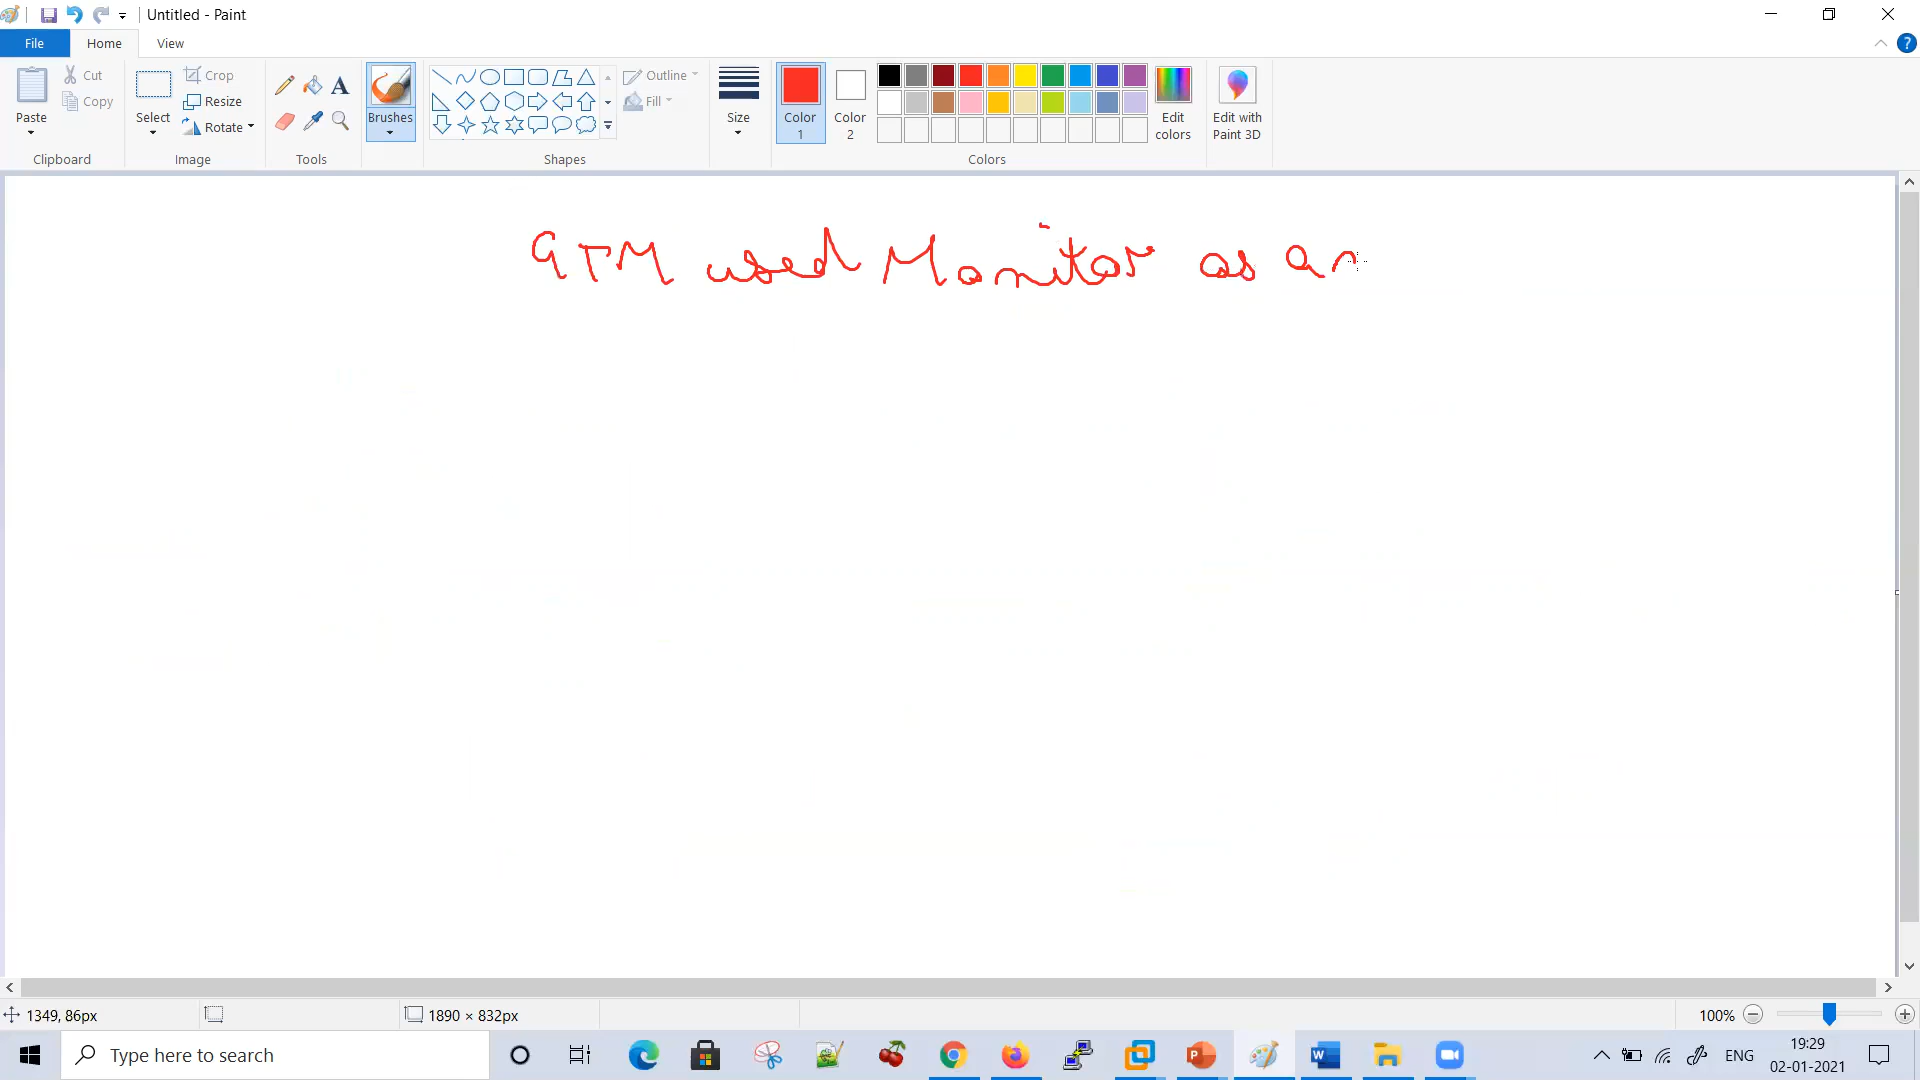 Untitled - Paint
File Home View
Paste Cut Copy Select Crop Resize Rotate Brushes Outline Fill Size Color 1 Color 2 Edit colors Edit with Paint 3D
Clipboard Image Tools Shapes Colors
GTM used Monitor as an
1349, 86px 1890 × 832px 100%
Type here to search ENG 19:29
02-01-2021